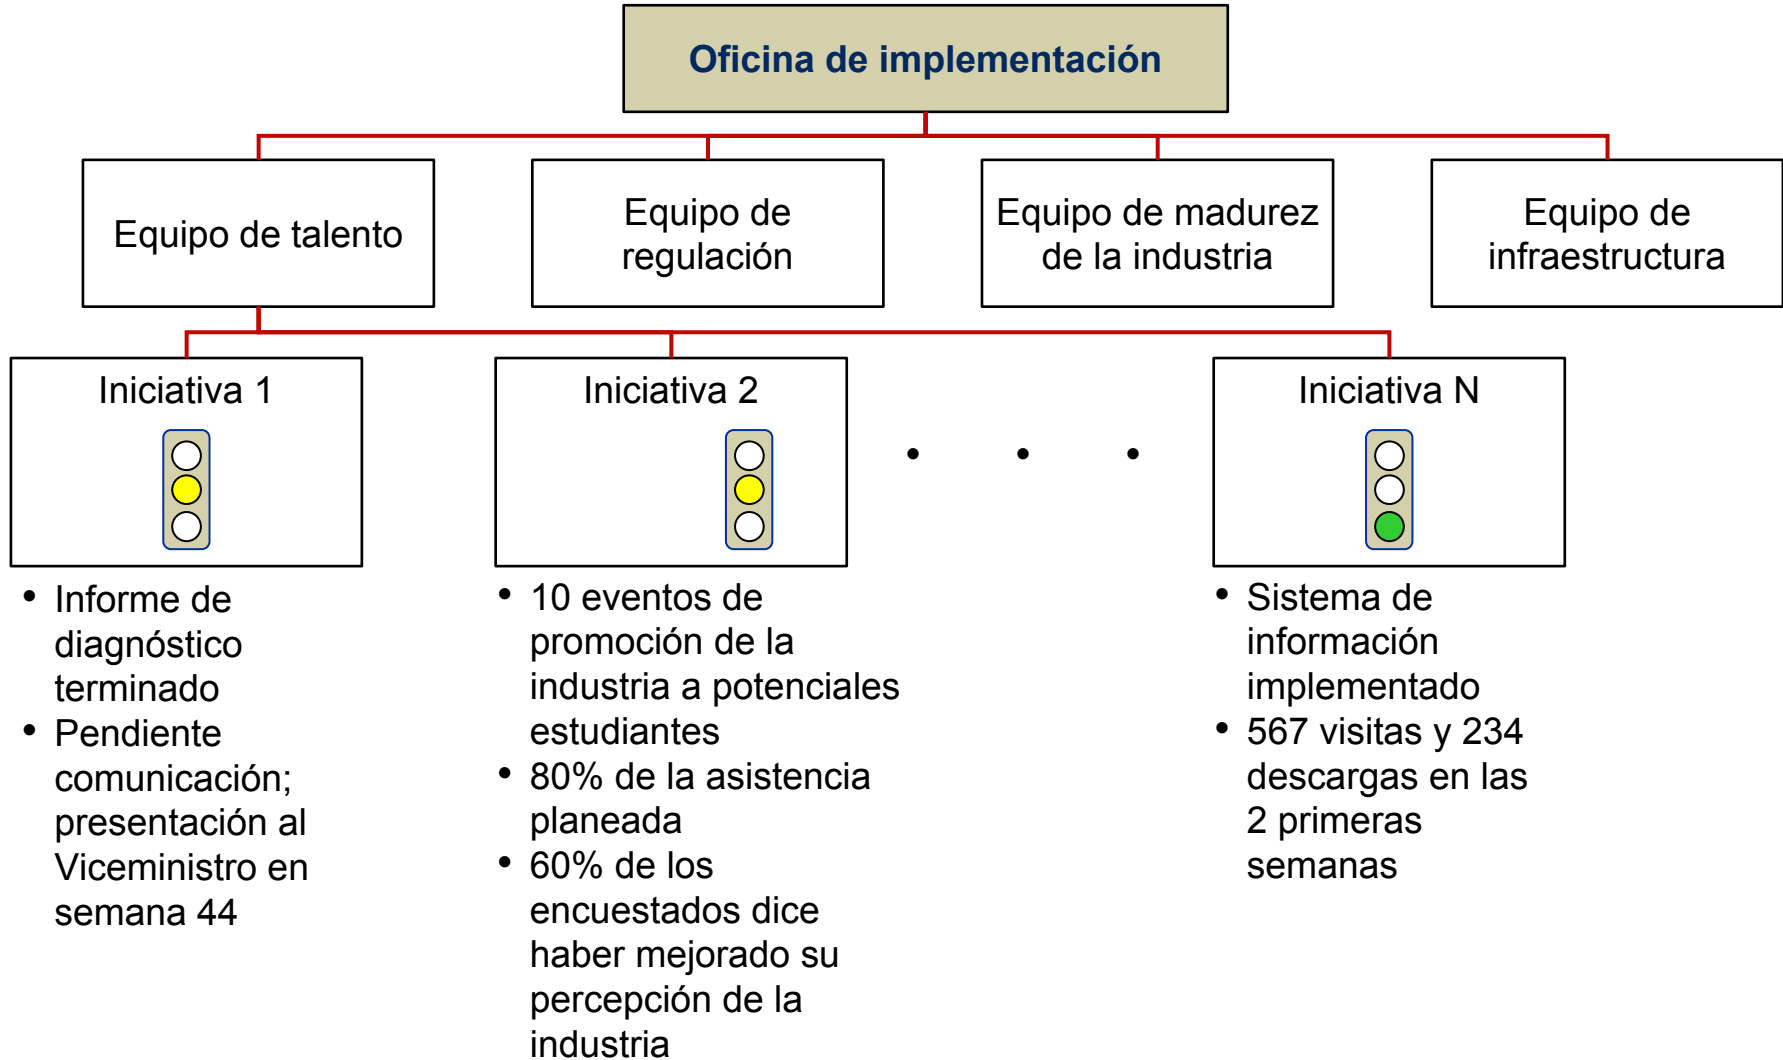 Oficina de implementación
Equipo de talento
Equipo de
regulación
Equipo de madurez
de la industria
Equipo de
infraestructura
Iniciativa 1
Iniciativa 2
Iniciativa N
• Informe de
diagnóstico
terminado
• Pendiente
comunicación;
presentación al
Viceministro en
semana 44
• 10 eventos de
promoción de la
industria a potenciales
estudiantes
• 80% de la asistencia
planeada
• 60% de los
encuestados dice
haber mejorado su
percepción de la
industria
• Sistema de
información
implementado
• 567 visitas y 234
descargas en las
2 primeras
semanas